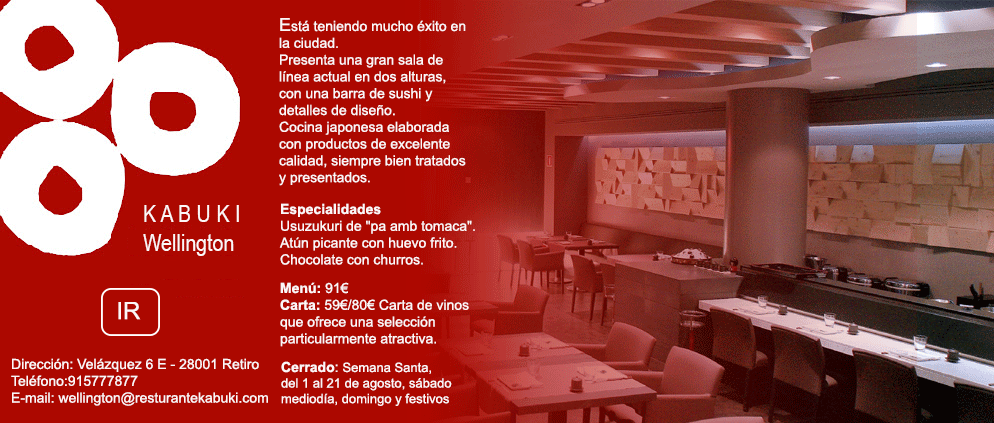 KABUKI
Wellington
IR
Dirección: Velázquez 6 E - 28001 Retiro
Teléfono:915777877
E-mail: wellington@resturantekabuki.com
Está teniendo mucho éxito en
la ciudad.
Presenta una gran sala de
línea actual en dos alturas,
con una barra de sushi y
detalles de diseño.
Cocina japonesa elaborada
con productos de excelente
calidad, siempre bien tratados
y presentados.
Especialidades
Usuzukuri de "pa amb tomaca".
Atún picante con huevo frito.
Chocolate con churros.
Menú: 91€
Carta: 59€/80€ Carta de vinos
que ofrece una selección
particularmente atractiva.
Cerrado: Semana Santa,
del 1 al 21 de agosto, sábado
mediodía, domingo y festivos